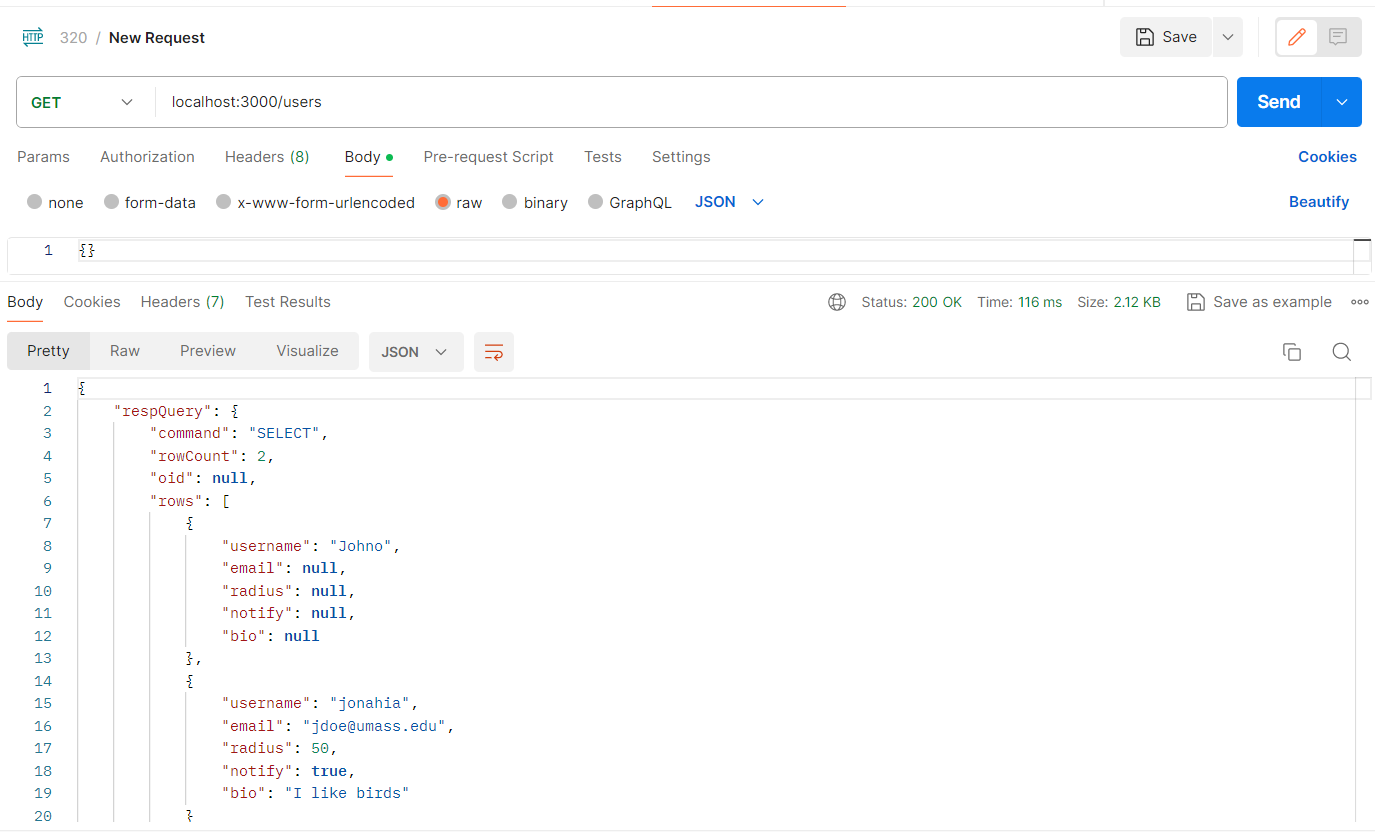 HTTP 320 / New Request Save
GET localhost:3000/users Send
Params Authorization Headers (8) Body Pre-request Script Tests Settings Cookies
none form-data x-www-form-urlencoded raw binary GraphQL JSON Beautify
1 {}
Body Cookies Headers (7) Test Results Status: 200 OK Time: 116 ms Size: 2.12 KB Save as example
Pretty Raw Preview Visualize JSON
1 {
2 "respQuery": {
3 "command": "SELECT",
4 "rowCount": 2,
5 "oid": null,
6 "rows": [
7 {
8 "username": "Johno",
9 "email": null,
10 "radius": null,
11 "notify": null,
12 "bio": null
13 },
14 {
15 "username": "jonahia",
16 "email": "jdoe@umass.edu",
17 "radius": 50,
18 "notify": true,
19 "bio": "I like birds"
20 }